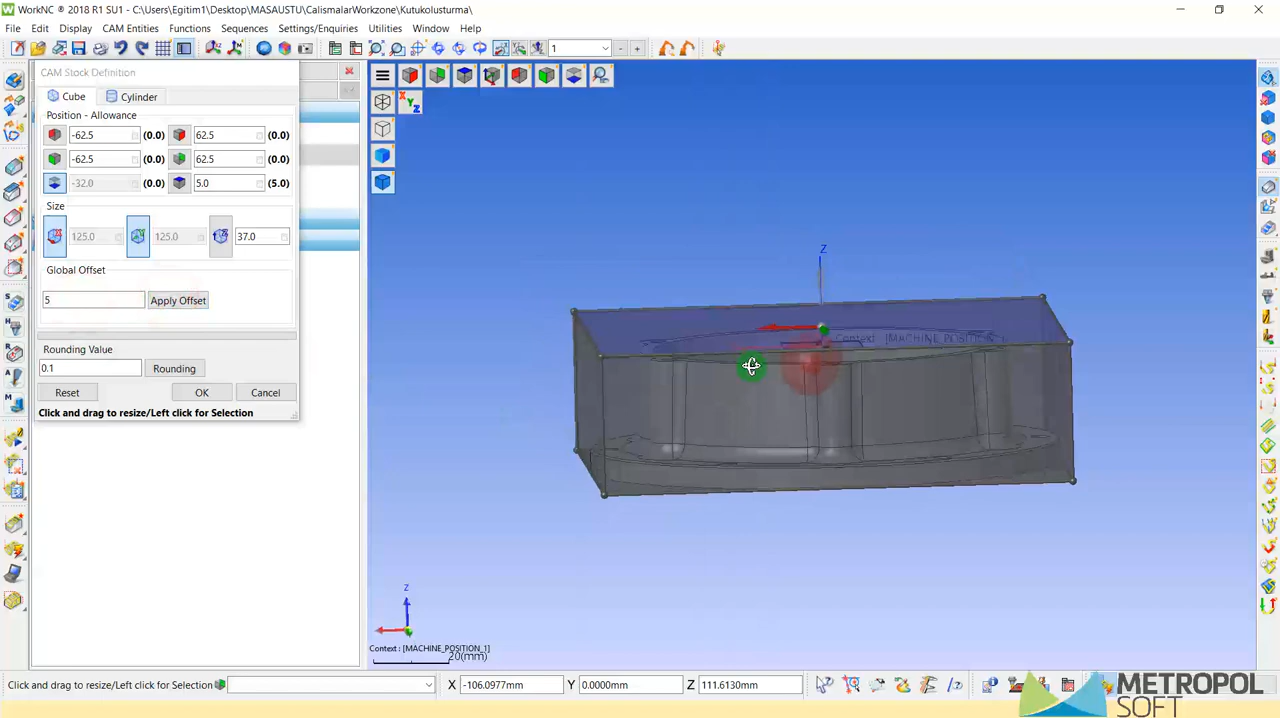 WorkNC ® 2018 R1 SU1 - C:\Users\Egitim1\Desktop\MASAUSTU\CalismalarWorkzone\Kutukolusturma\
File Edit Display CAM Entities Functions Sequences Settings/Enquiries Utilities Window Help
1
CAM Stock Definition
Cube Cylinder
Position - Allowance
-62.5 (0.0) 62.5 (0.0)
-62.5 (0.0) 62.5 (0.0)
-32.0 (0.0) 5.0 (5.0)
Size
125.0 125.0 37.0
Global Offset
5 Apply Offset
Rounding Value
0.1 Rounding
Reset OK Cancel
Click and drag to resize/Left click for Selection
X Y Z
Z
Context : [MACHINE_POSITION_1]
Z
Context : [MACHINE_POSITION_1]
20(mm)
Click and drag to resize/Left click for Selection X -106.0977mm Y 0.0000mm Z 111.6130mm
METROPOL
SOFT